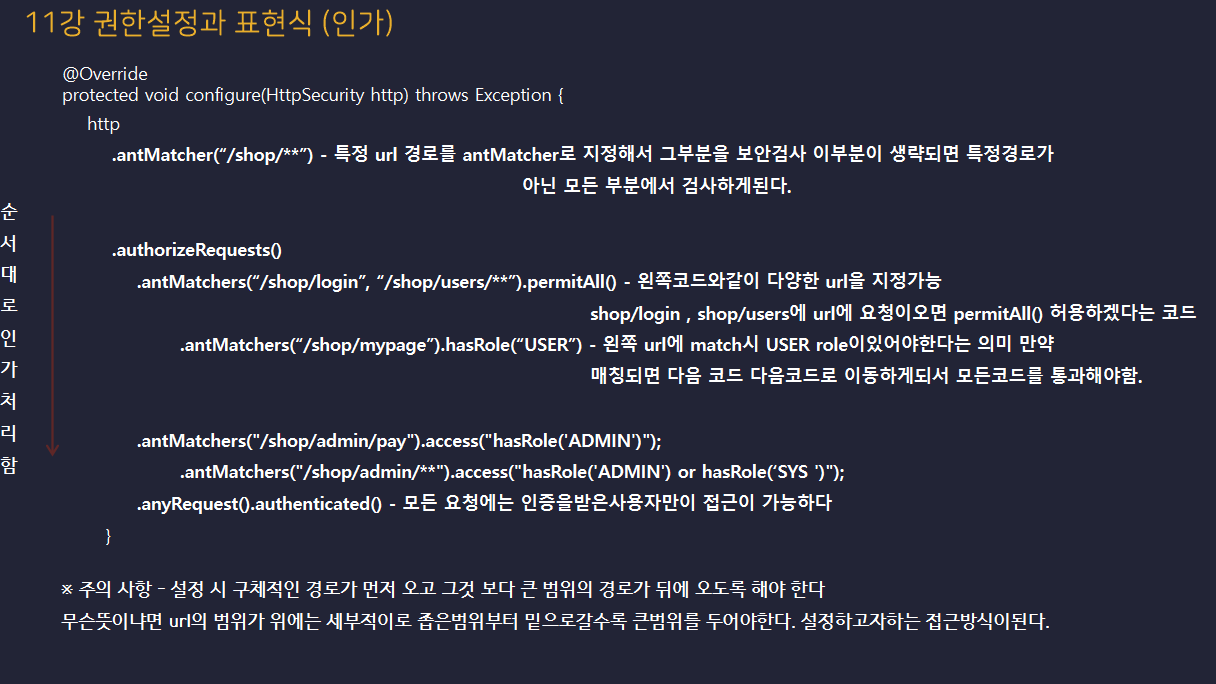 11강 권한설정과 표현식 (인가)
@Override
protected void configure(HttpSecurity http) throws Exception {
http
.antMatcher(“/shop/**”) - 특정 url 경로를 antMatcher로 지정해서 그부분을 보안검사 이부분이 생략되면 특정경로가
아닌 모든 부분에서 검사하게된다.
순
서
대
로
인
가
처
리
함
.authorizeRequests()
.antMatchers(“/shop/login”, “/shop/users/**”).permitAll() - 왼쪽코드와같이 다양한 url을 지정가능
shop/login , shop/users에 url에 요청이오면 permitAll() 허용하겠다는 코드
.antMatchers(“/shop/mypage”).hasRole(“USER”) - 왼쪽 url에 match시 USER role이있어야한다는 의미 만약
매칭되면 다음 코드 다음코드로 이동하게되서 모든코드를 통과해야함.
.antMatchers("/shop/admin/pay").access("hasRole('ADMIN')");
.antMatchers("/shop/admin/**").access("hasRole('ADMIN') or hasRole(‘SYS ')");
.anyRequest().authenticated() - 모든 요청에는 인증을받은사용자만이 접근이 가능하다
}
※ 주의 사항 – 설정 시 구체적인 경로가 먼저 오고 그것 보다 큰 범위의 경로가 뒤에 오도록 해야 한다
무슨뜻이냐면 url의 범위가 위에는 세부적이로 좁은범위부터 밑으로갈수록 큰범위를 두어야한다. 설정하고자하는 접근방식이된다.